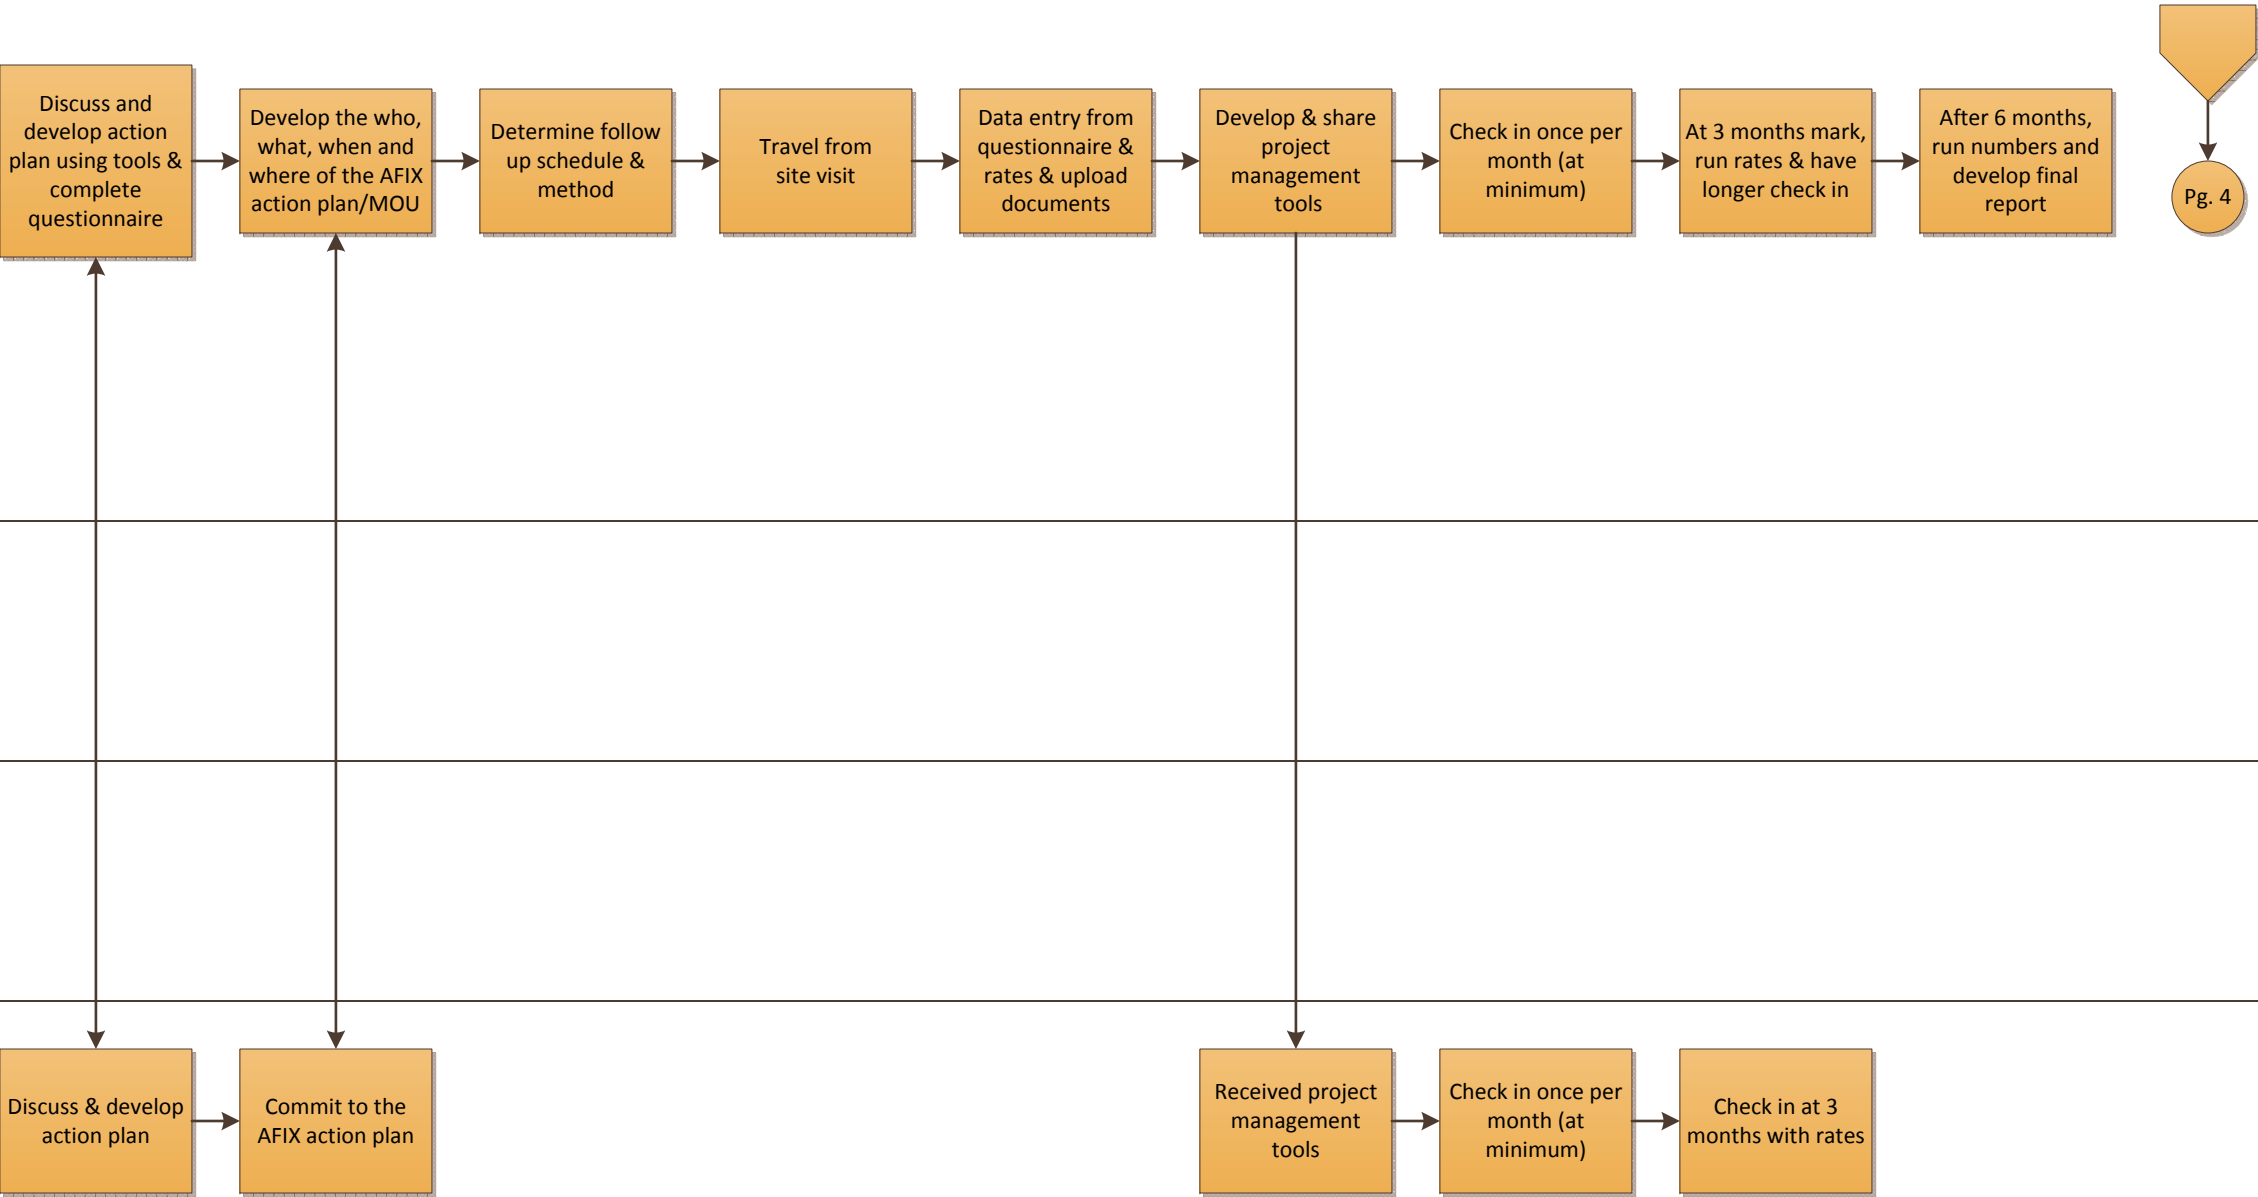 Discuss and
develop action
plan using tools &
complete
questionnaire
Develop the who,
what, when and
where of the AFIX
action plan/MOU
Determine follow
up schedule &
method
Travel from
site visit
Data entry from
questionnaire &
rates & upload
documents
Develop & share
project
management
tools
Check in once per
month (at
minimum)
At 3 months mark,
run rates & have
longer check in
After 6 months,
run numbers and
develop final
report
Pg. 4
Discuss & develop
action plan
Commit to the
AFIX action plan
Received project
management
tools
Check in once per
month (at
minimum)
Check in at 3
months with rates